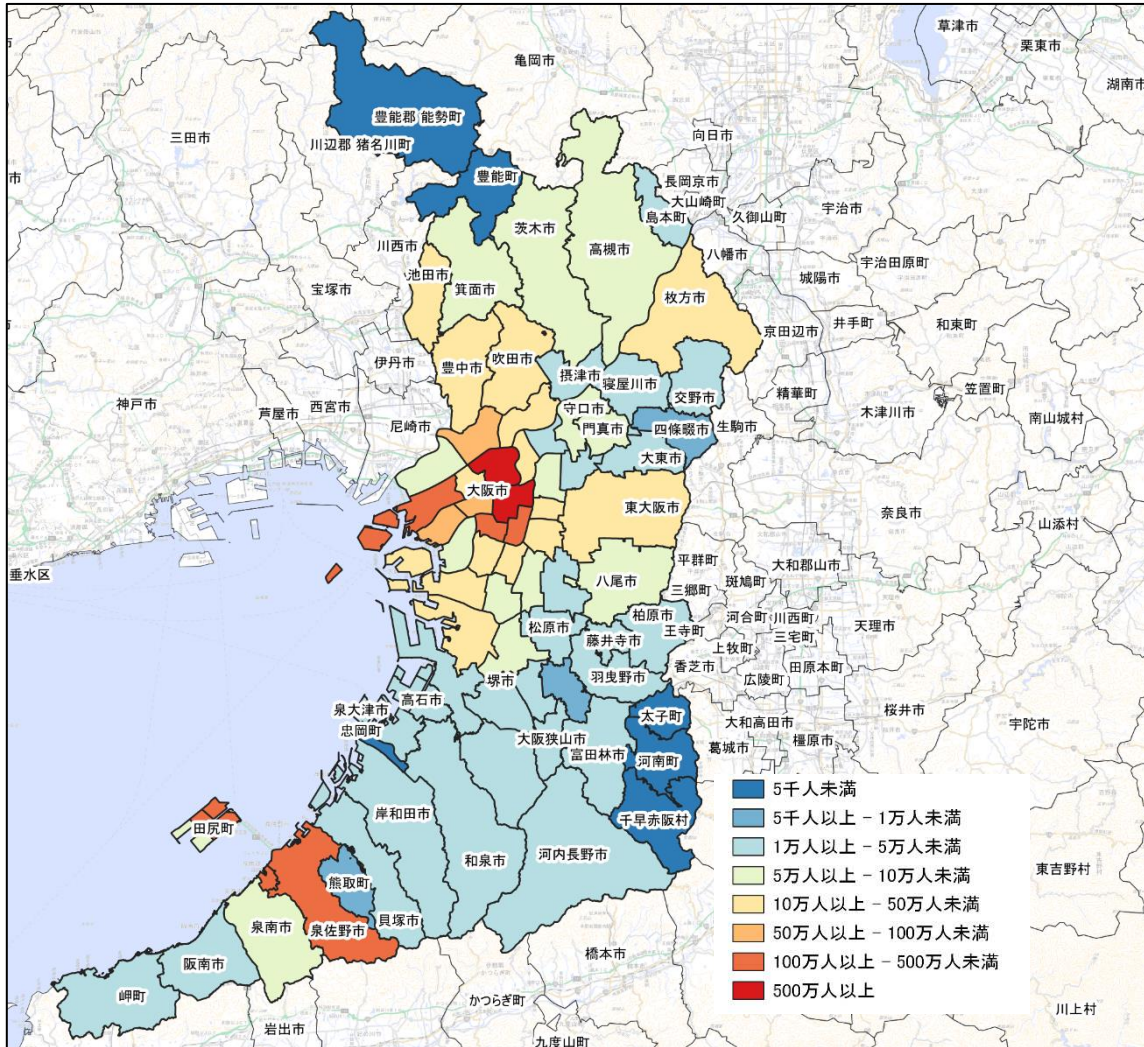 草津市
栗東市
亀岡市
湖南市
豊能郡 能勢町
向日市
三田市
川辺郡 猪名川町
市
豊能町
長岡京市
大山崎町
宇治市
島本町
久御山町
茨木市
高槻市
川西市
八幡市
宇治田原町
池田市
城陽市
宝塚市
箕面市
枚方市
井手町
和東町
京田辺市
吹田市
伊丹市
豊中市
摂津市
寝屋川市
精華町
笠置町
交野市
神戸市
芦屋市
西宮市
守口市
木津川市
南山城村
尼崎市
門真市
四條畷市
生駒市
大東市
大阪市
東大阪市
奈良市
山添村
平群町
大和郡山市
垂水区
八尾市
斑鳩町
三郷町
柏原市
河合町
川西町
松原市
王寺町
三宅町
天理市
藤井寺市
上牧町
香芝市
田原本町
羽曳野市
広陵町
堺市
高石市
泉大津市
太子町
桜井市
忠岡町
大和高田市
宇陀市
大阪狭山市
葛城市
橿原市
富田林市
河南町
岸和田市
千早赤阪村
田尻町
和泉市
河内長野市
熊取町
東吉野村
貝塚市
泉南市
泉佐野市
橋本市
阪南市
岬町
かつらぎ町
岩出市
川上村
九度山町
5千人未満
5千人以上 - 1万人未満
1万人以上 - 5万人未満
5万人以上 - 10万人未満
10万人以上 - 50万人未満
50万人以上 - 100万人未満
100万人以上 - 500万人未満
500万人以上